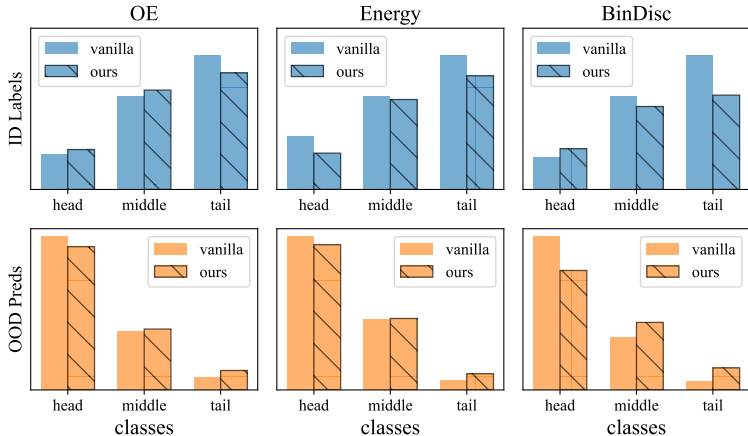 OE
Energy
BinDisc
ID Labels
vanilla
ours
vanilla
ours
vanilla
ours
head middle tail
head middle tail
head middle tail
OOD Preds
vanilla
ours
vanilla
ours
vanilla
ours
head middle tail
head middle tail
head middle tail
classes
classes
classes